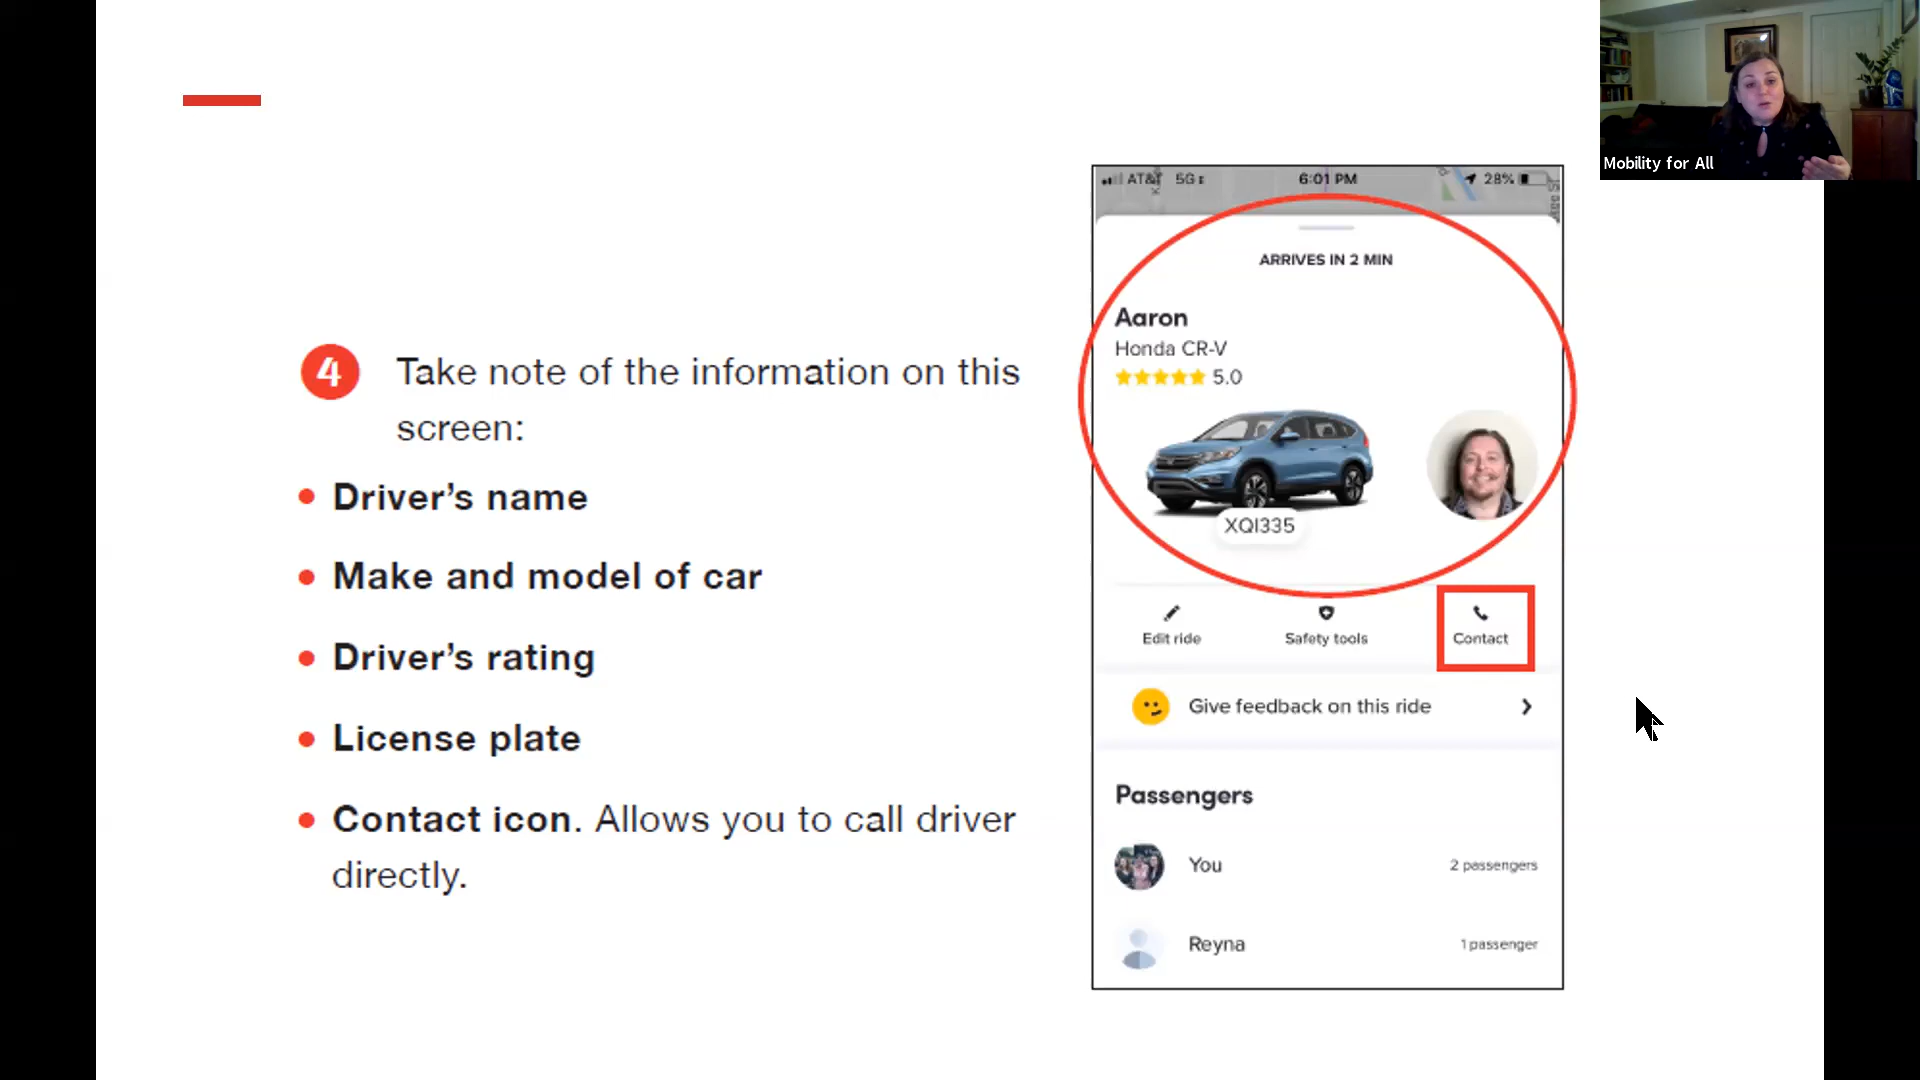 Mobility for All
4 Take note of the information on this
screen:
• Driver’s name
• Make and model of car
• Driver’s rating
• License plate
• Contact icon. Allows you to call driver
directly.
AT&T 5G 6:01 PM 28%
ARRIVES IN 2 MIN
Aaron
Honda CR-V
5.0
XQI335
Edit ride Safety tools Contact
Give feedback on this ride
Passengers
You 2 passengers
Reyna 1 passenger